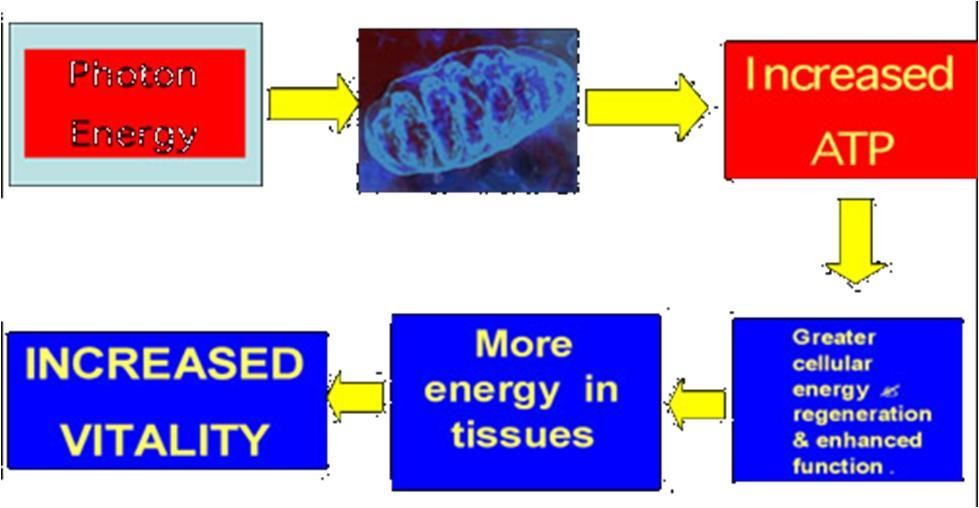 Photon
Energy
Increased
ATP
Greater
cellular
energy
regeneration
& enhanced
function .
More
energy in
tissues
INCREASED
VITALITY